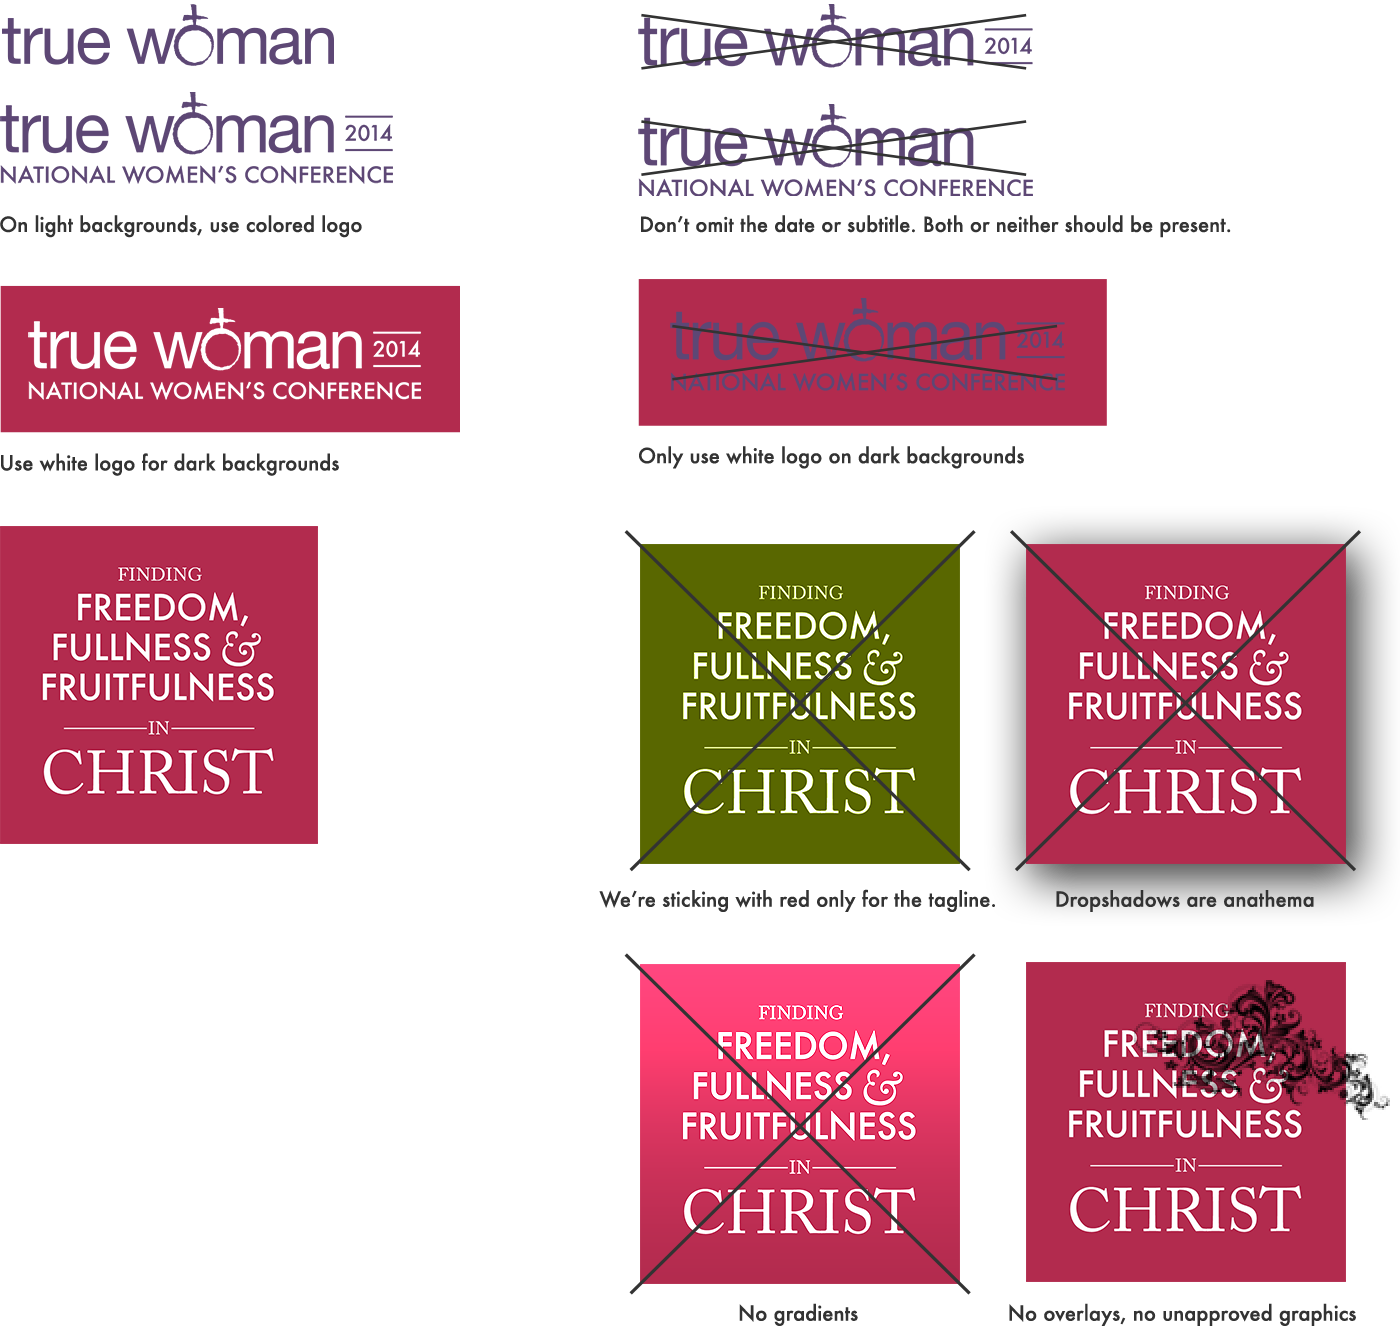 true woman
true woman 2014
NATIONAL WOMEN'S CONFERENCE
On light backgrounds, use colored logo
true woman 2014
true woman
NATIONAL WOMEN'S CONFERENCE
Don't omit the date or subtitle. Both or neither should be present.
true woman 2014
NATIONAL WOMEN'S CONFERENCE
Use white logo for dark backgrounds
true woman 2014
NATIONAL WOMEN'S CONFERENCE
Only use white logo on dark backgrounds
FINDING
FREEDOM,
FULLNESS &
FRUITFULNESS
IN
CHRIST
FINDING
FREEDOM,
FULLNESS &
FRUITFULNESS
IN
CHRIST
We're sticking with red only for the tagline.
FINDING
FREEDOM,
FULLNESS &
FRUITFULNESS
IN
CHRIST
Dropshadows are anathema
FINDING
FREEDOM,
FULLNESS &
FRUITFULNESS
IN
CHRIST
No gradients
FINDING
FREEDOM,
FULLNESS &
FRUITFULNESS
IN
CHRIST
No overlays, no unapproved graphics